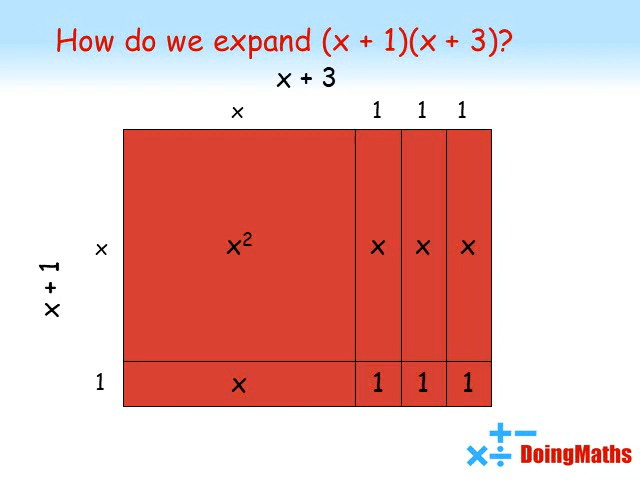 How do we expand (x + 1)(x + 3)?
x + 3
x 1 1 1
x + 1
x x² x x x
1 x 1 1 1
DoingMaths